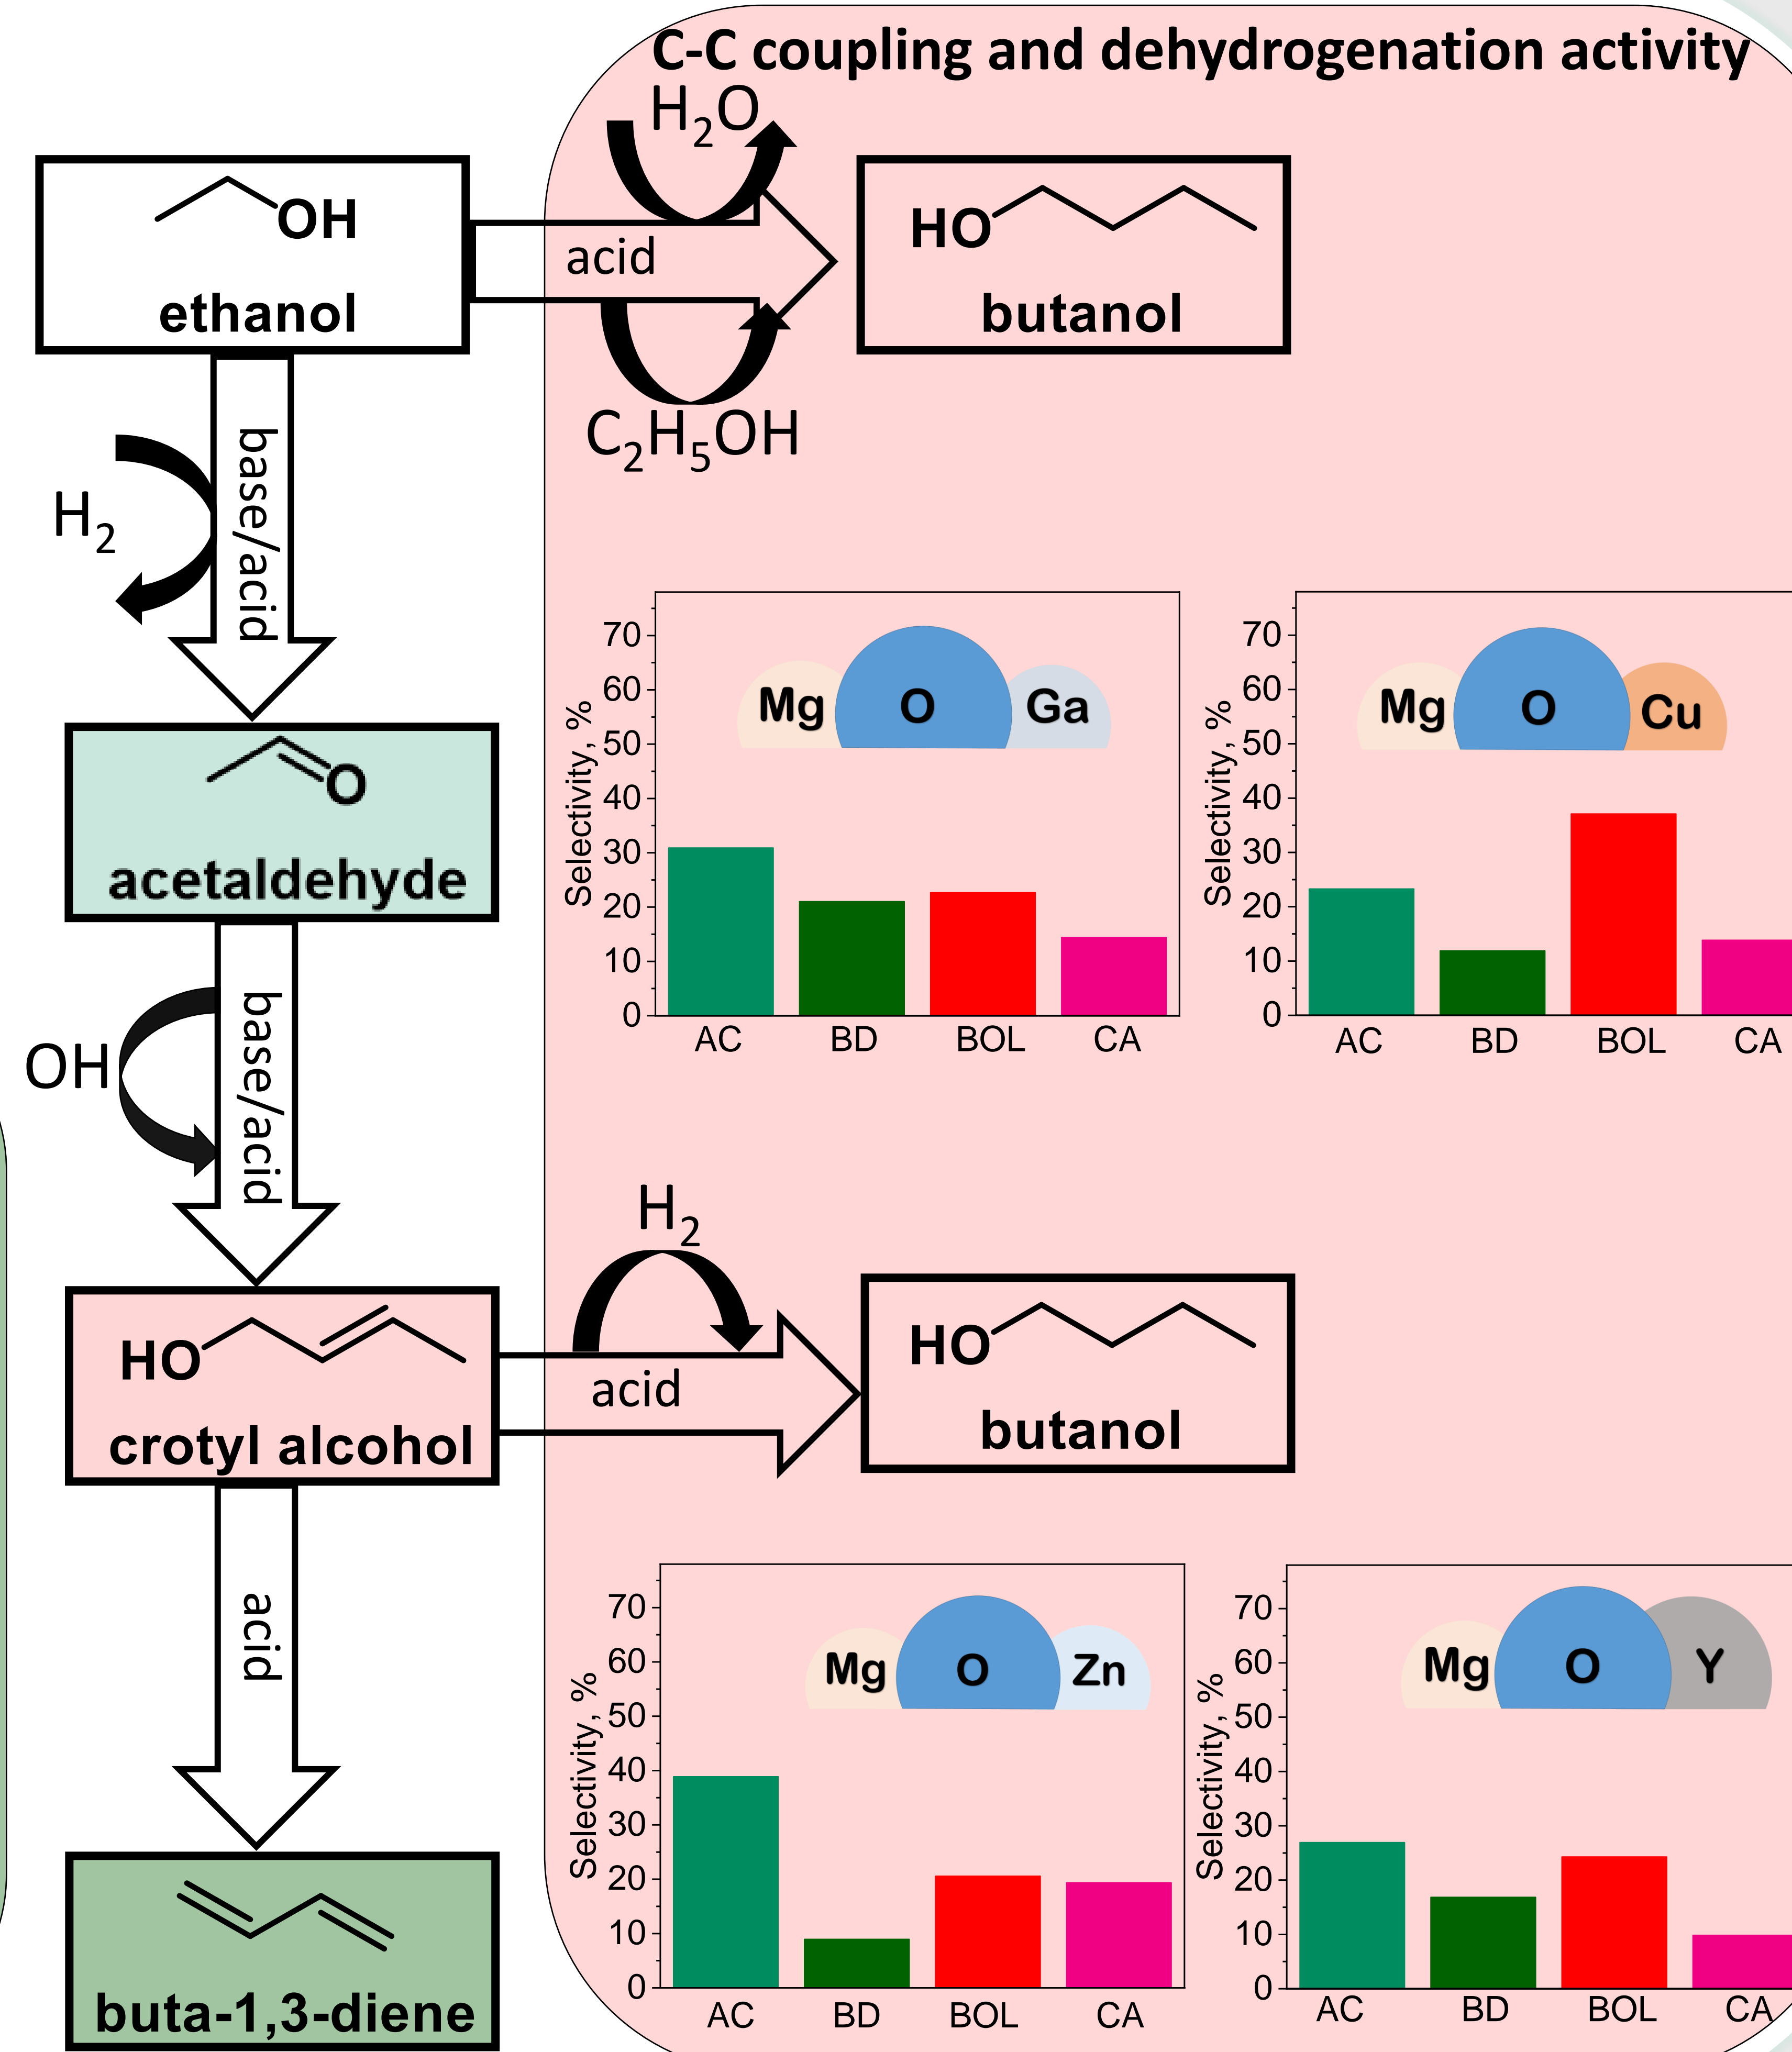 C-C coupling and dehydrogenation activity
H2O
OH
ethanol
acid
HO
butanol
C2H5OH
base/acid
H2
O
acetaldehyde
Selectivity, %
70
60
50
40
30
20
10
0
Mg O Ga
AC BD BOL CA
Selectivity, %
70
60
50
40
30
20
10
0
Mg O Cu
AC BD BOL CA
base/acid
OH
H2
HO
crotyl alcohol
acid
HO
butanol
acid
Selectivity, %
70
60
50
40
30
20
10
0
Mg O Zn
AC BD BOL CA
Selectivity, %
70
60
50
40
30
20
10
0
Mg O Y
AC BD BOL CA
buta-1,3-diene